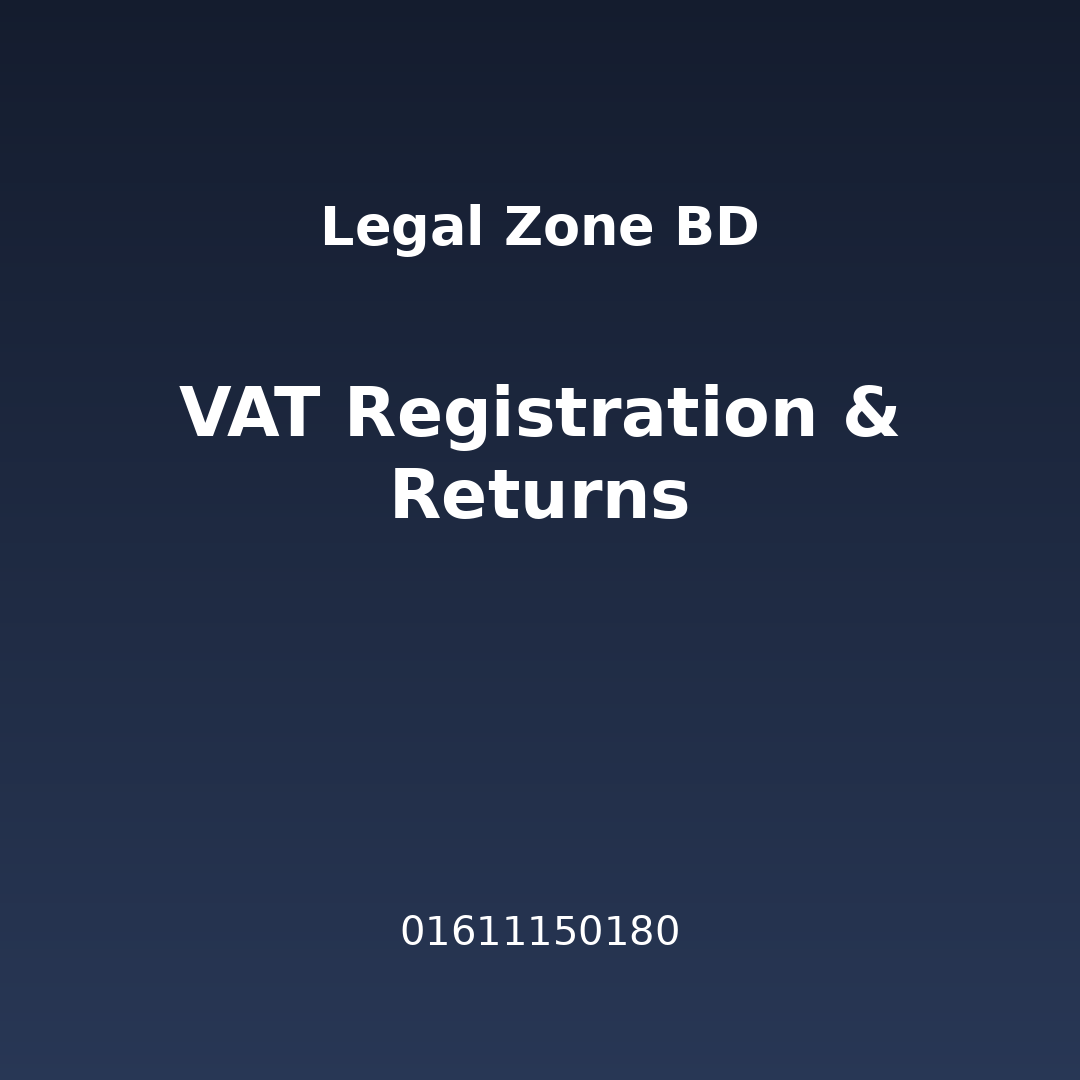 Legal Zone BD
VAT Registration &
Returns
01611150180